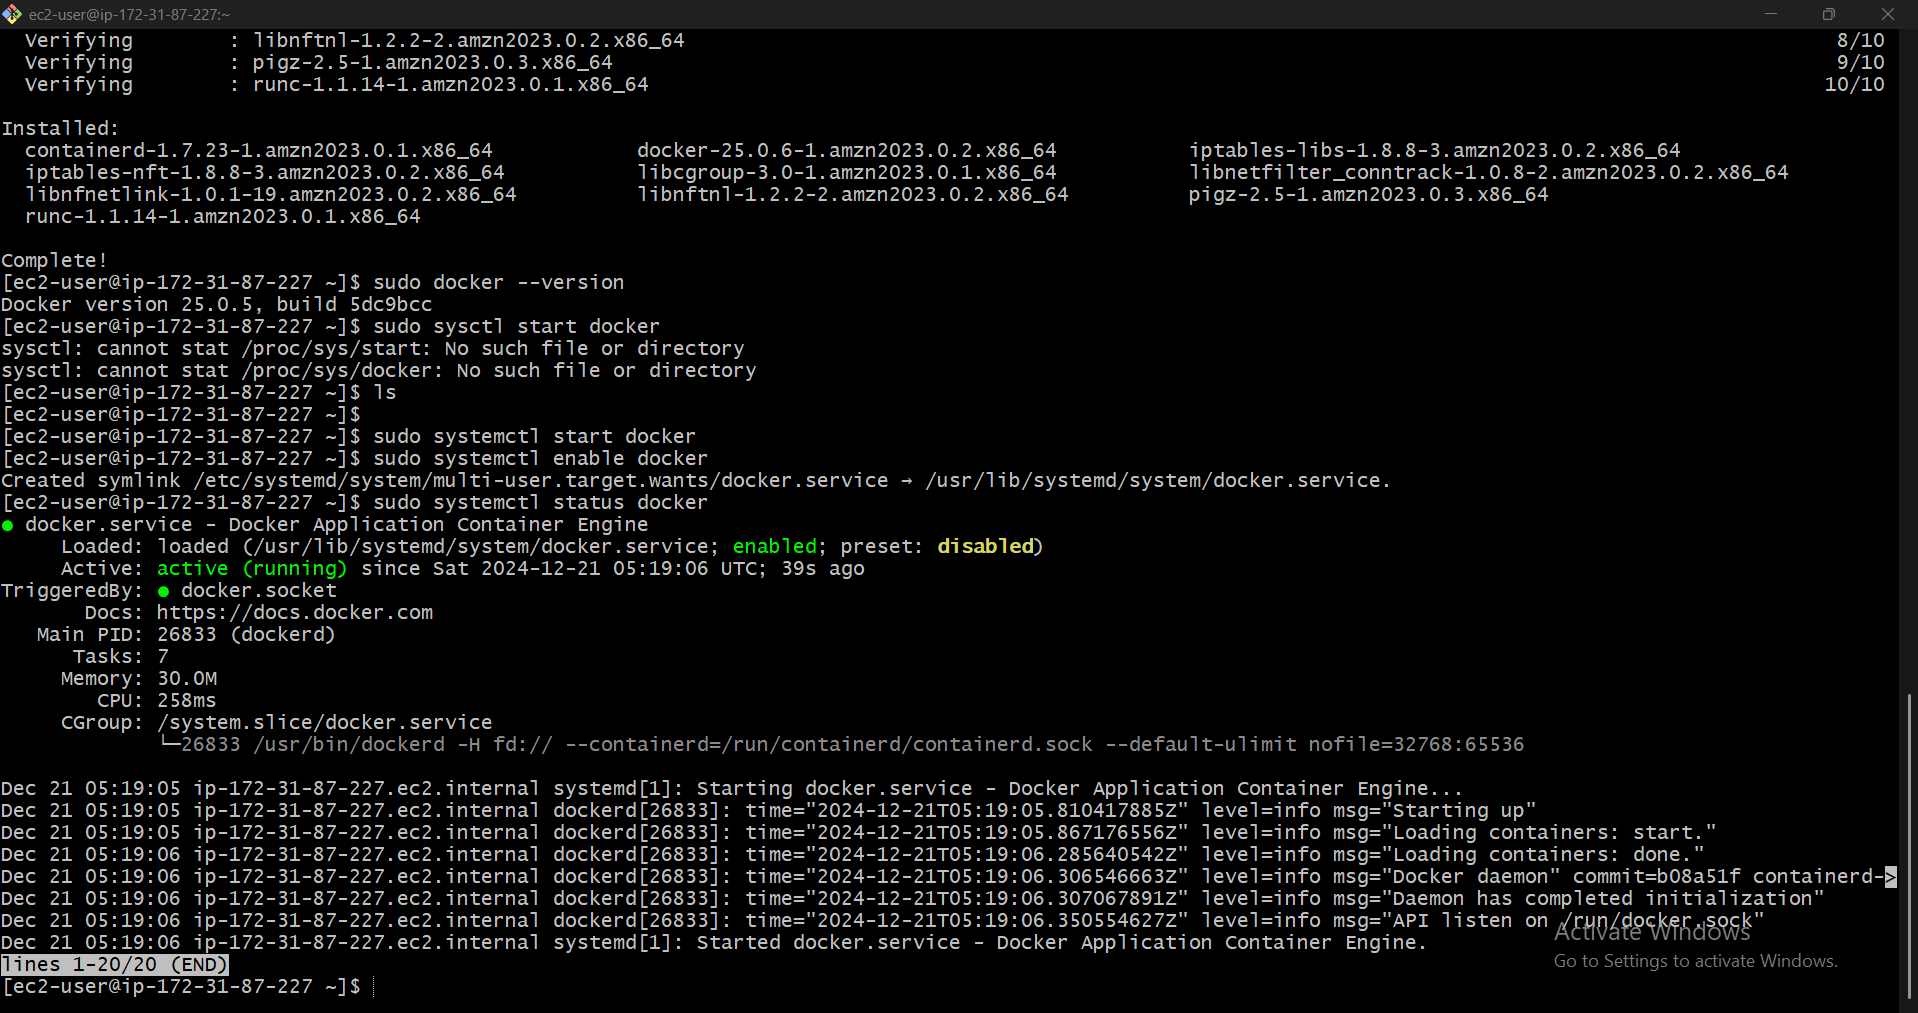 ec2-user@ip-172-31-87-227:~
Verifying : libnftnl-1.2.2-2.amzn2023.0.2.x86_64 8/10
Verifying : pigz-2.5-1.amzn2023.0.3.x86_64 9/10
Verifying : runc-1.1.14-1.amzn2023.0.1.x86_64 10/10
Installed:
containerd-1.7.23-1.amzn2023.0.1.x86_64 docker-25.0.6-1.amzn2023.0.2.x86_64 iptables-libs-1.8.8-3.amzn2023.0.2.x86_64
iptables-nft-1.8.8-3.amzn2023.0.2.x86_64 libcgroup-3.0-1.amzn2023.0.1.x86_64 libnetfilter_conntrack-1.0.8-2.amzn2023.0.2.x86_64
libnfnetlink-1.0.1-19.amzn2023.0.2.x86_64 libnftnl-1.2.2-2.amzn2023.0.2.x86_64 pigz-2.5-1.amzn2023.0.3.x86_64
runc-1.1.14-1.amzn2023.0.1.x86_64
Complete!
[ec2-user@ip-172-31-87-227 ~]$ sudo docker --version
Docker version 25.0.5, build 5dc9bcc
[ec2-user@ip-172-31-87-227 ~]$ sudo sysctl start docker
sysctl: cannot stat /proc/sys/start: No such file or directory
sysctl: cannot stat /proc/sys/docker: No such file or directory
[ec2-user@ip-172-31-87-227 ~]$ ls
[ec2-user@ip-172-31-87-227 ~]$
[ec2-user@ip-172-31-87-227 ~]$ sudo systemctl start docker
[ec2-user@ip-172-31-87-227 ~]$ sudo systemctl enable docker
Created symlink /etc/systemd/system/multi-user.target.wants/docker.service → /usr/lib/systemd/system/docker.service.
[ec2-user@ip-172-31-87-227 ~]$ sudo systemctl status docker
● docker.service - Docker Application Container Engine
Loaded: loaded (/usr/lib/systemd/system/docker.service; enabled; preset: disabled)
Active: active (running) since Sat 2024-12-21 05:19:06 UTC; 39s ago
TriggeredBy: ● docker.socket
Docs: https://docs.docker.com
Main PID: 26833 (dockerd)
Tasks: 7
Memory: 30.0M
CPU: 258ms
CGroup: /system.slice/docker.service
└─26833 /usr/bin/dockerd -H fd:// --containerd=/run/containerd/containerd.sock --default-ulimit nofile=32768:65536
Dec 21 05:19:05 ip-172-31-87-227.ec2.internal systemd[1]: Starting docker.service - Docker Application Container Engine...
Dec 21 05:19:05 ip-172-31-87-227.ec2.internal dockerd[26833]: time="2024-12-21T05:19:05.810417885Z" level=info msg="Starting up"
Dec 21 05:19:05 ip-172-31-87-227.ec2.internal dockerd[26833]: time="2024-12-21T05:19:05.867176556Z" level=info msg="Loading containers: start."
Dec 21 05:19:06 ip-172-31-87-227.ec2.internal dockerd[26833]: time="2024-12-21T05:19:06.285640542Z" level=info msg="Loading containers: done."
Dec 21 05:19:06 ip-172-31-87-227.ec2.internal dockerd[26833]: time="2024-12-21T05:19:06.306546663Z" level=info msg="Docker daemon" commit=b08a51f containerd->
Dec 21 05:19:06 ip-172-31-87-227.ec2.internal dockerd[26833]: time="2024-12-21T05:19:06.307067891Z" level=info msg="Daemon has completed initialization"
Dec 21 05:19:06 ip-172-31-87-227.ec2.internal dockerd[26833]: time="2024-12-21T05:19:06.350554627Z" level=info msg="API listen on /run/docker.sock"
Dec 21 05:19:06 ip-172-31-87-227.ec2.internal systemd[1]: Started docker.service - Docker Application Container Engine.
lines 1-20/20 (END)
[ec2-user@ip-172-31-87-227 ~]$
Activate Windows
Go to Settings to activate Windows.